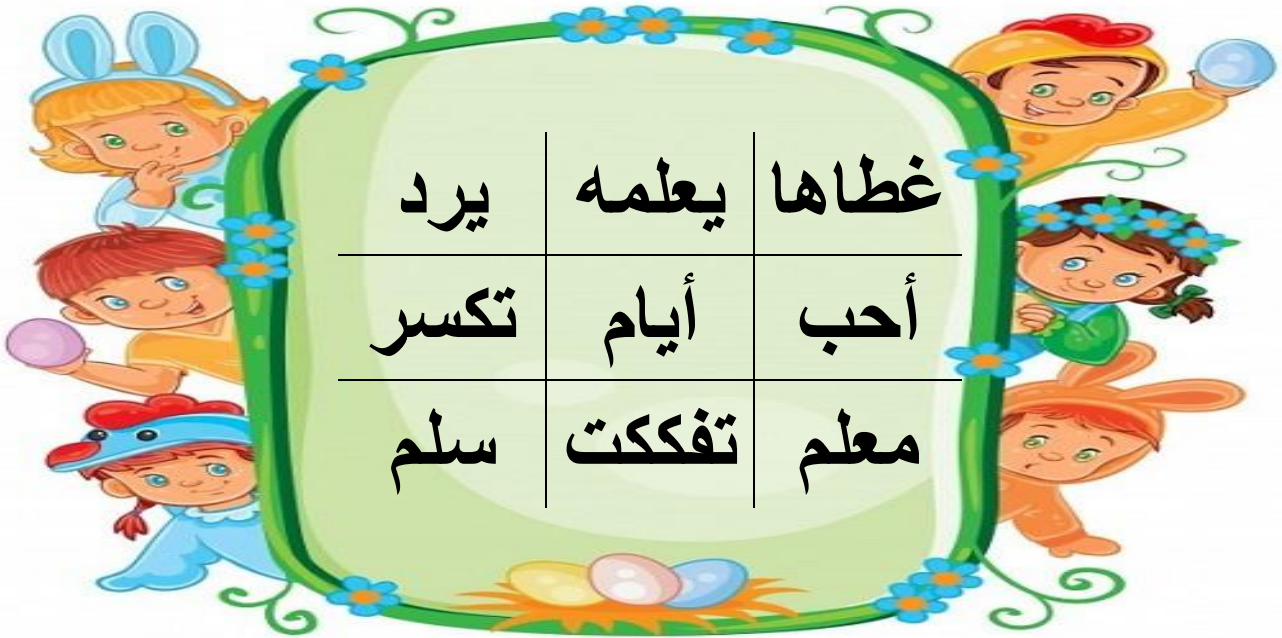 غطاها يعلمه يرد
أحب أيام تكسر
معلم تفككت سلم